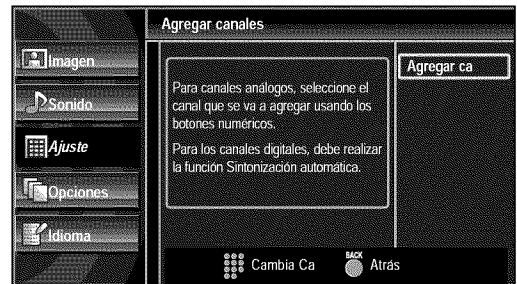 Agregar canales
Imagen
Sonido
Ajuste
Opciones
Idioma
Para canales análogos, seleccione el
canal que se va a agregar usando los
botones numéricos.
Para los canales digitales, debe realizar
la función Sintonización automática.
Agregar ca
Cambia Ca
BACK
Atrás